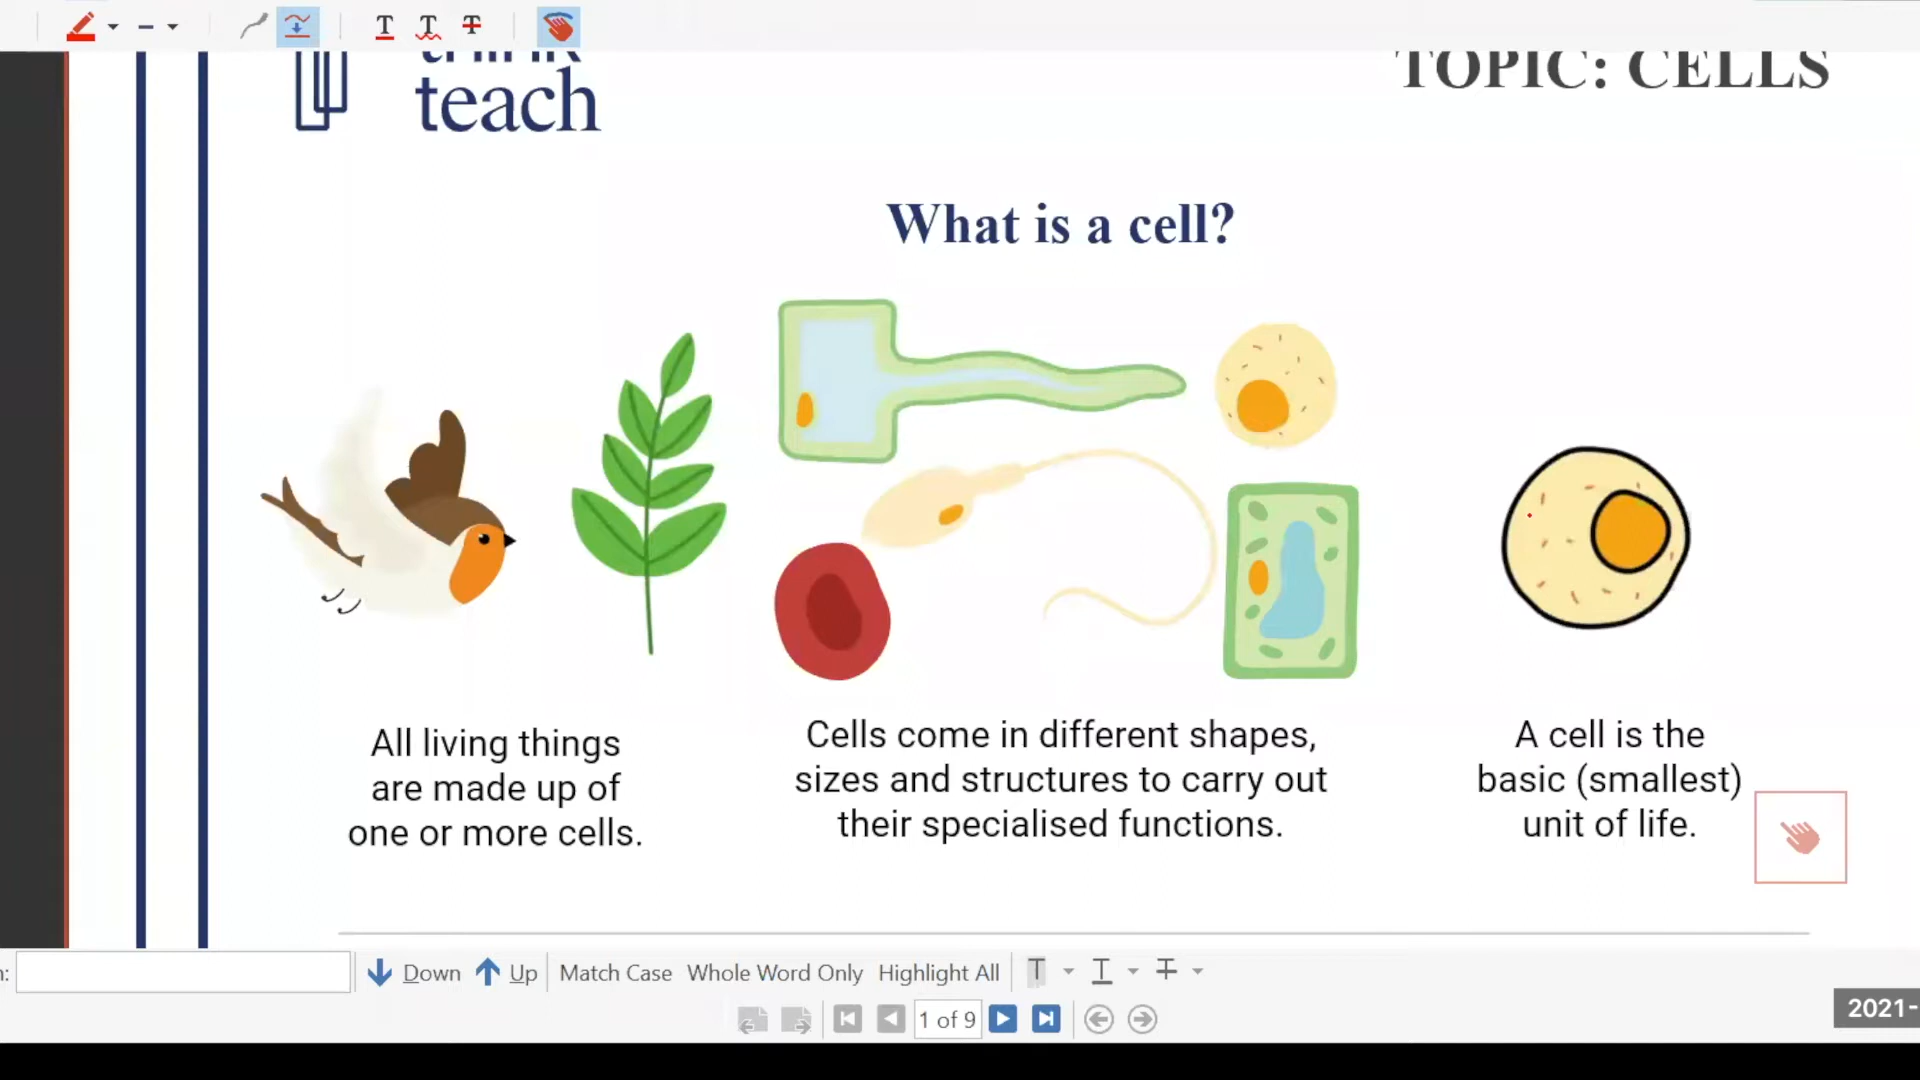 think
teach
TOPIC: CELLS
What is a cell?
All living things
are made up of
one or more cells.
Cells come in different shapes,
sizes and structures to carry out
their specialised functions.
A cell is the
basic (smallest)
unit of life.
Down Up Match Case Whole Word Only Highlight All
1 of 9
2021-